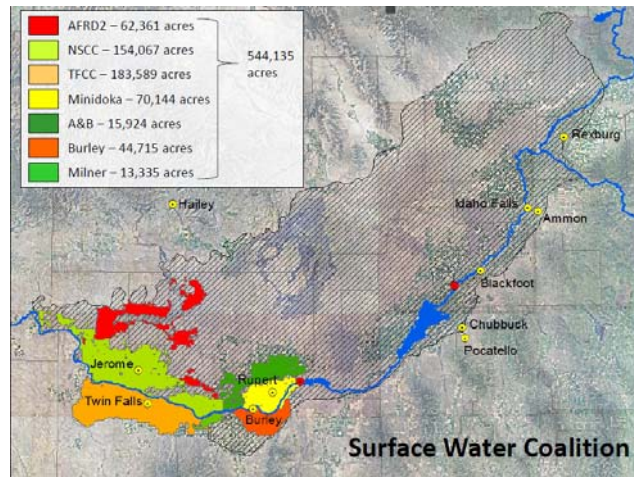 AFRD2 – 62,361 acres
NSCC – 154,067 acres
TFCC – 183,589 acres
Minidoka – 70,144 acres
A&B – 15,924 acres
Burley – 44,715 acres
Milner – 13,335 acres
544,135
acres
Rexburg
Hailey
Idaho Falls
Ammon
Blackfoot
Chubbuck
Pocatello
Jerome
Rupert
Twin Falls
Burley
Surface Water Coalition